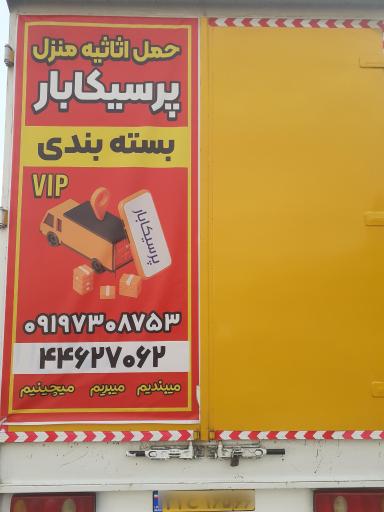 حمل اثاثیه منزل
پرسیکابار
بسته بندی
VIP
پرسیکابار
۰۹۱۹۷۳۰۸۷۵۳
۴۴۶۲۷۰۶۲
میبندیم میبریم میچینیم